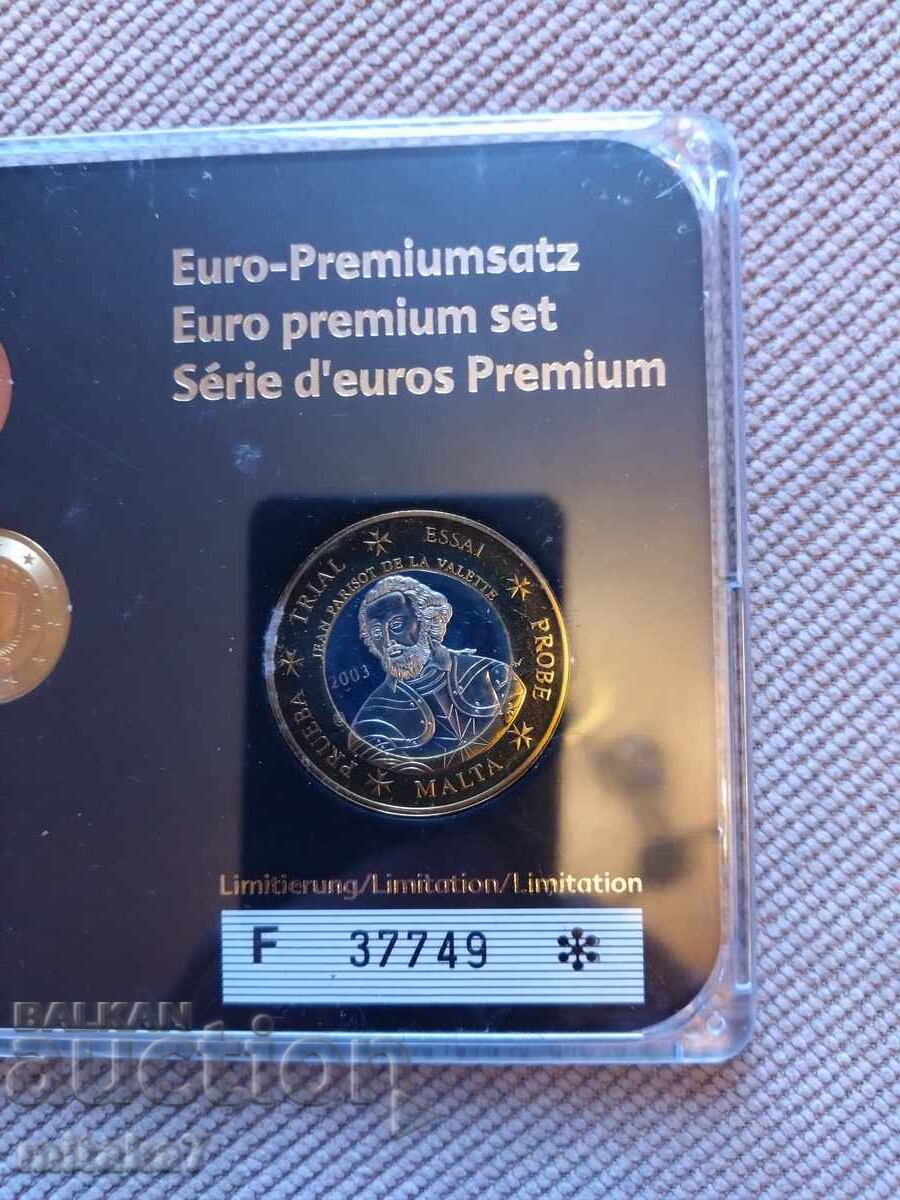 Euro-Premiumsatz
Euro premium set
Série d'euros Premium
PRUEBA TRIAL ESSAI PROBE MALTA
JEAN PARISOT DE LA VALETTE
2003
Limitierung/Limitation/Limitation
F 37749 *
BALKAN
auction
mitaka7